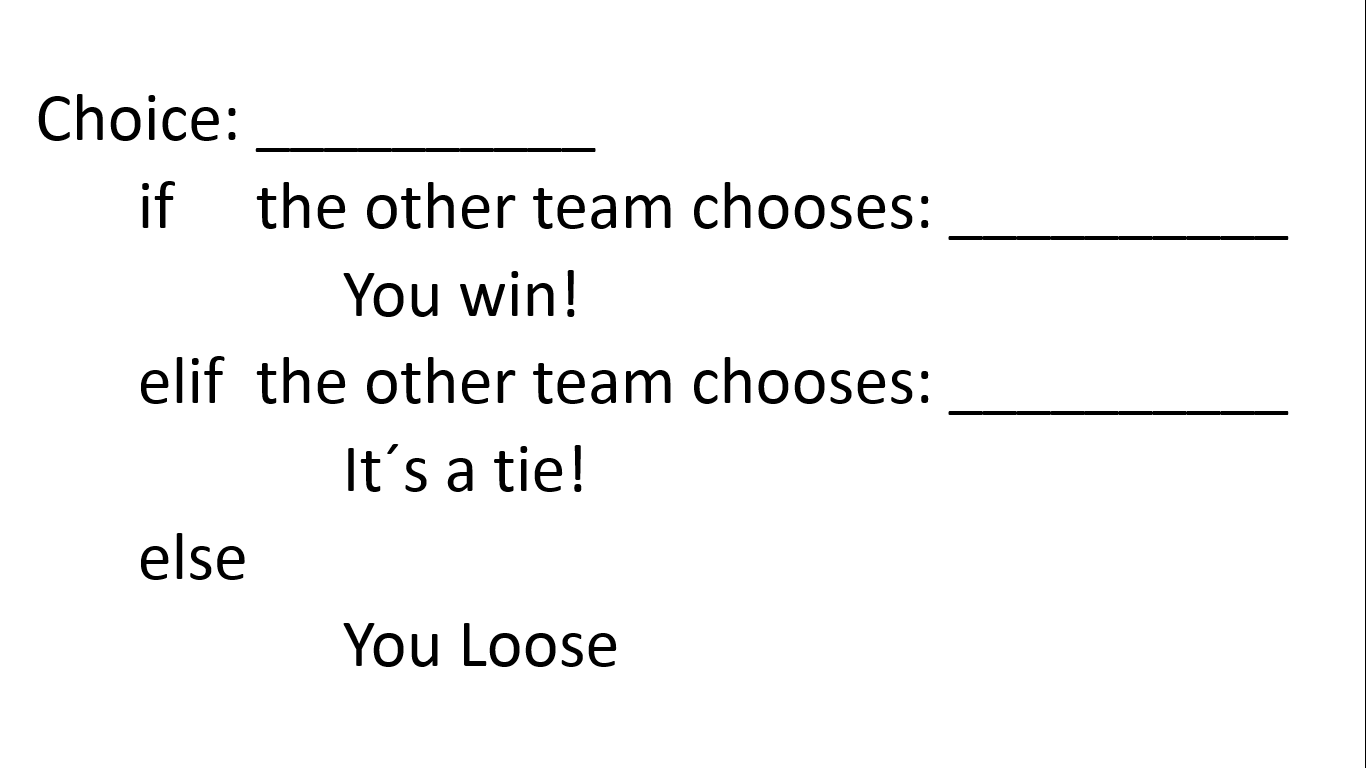 Choice: __________
if the other team chooses: __________
You win!
elif the other team chooses: __________
It´s a tie!
else
You Loose